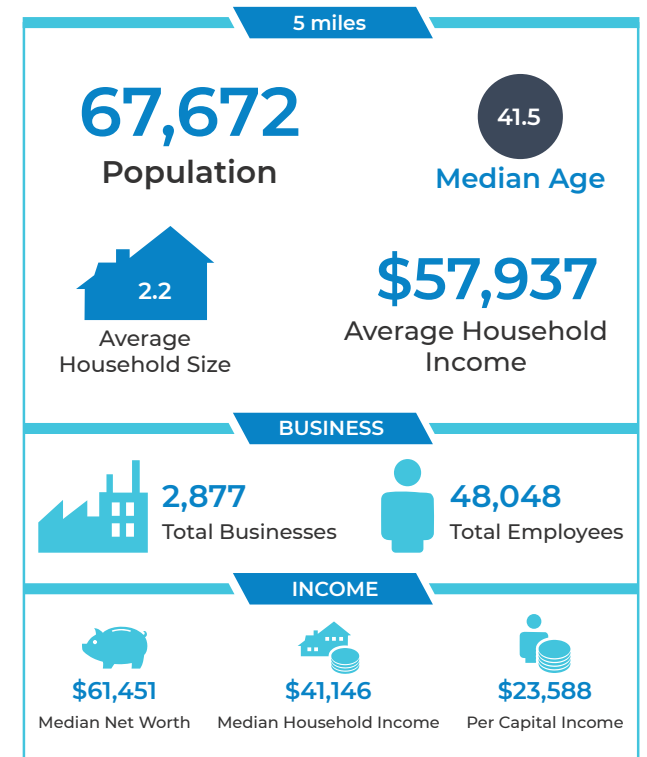 5 miles
67,672
Population
41.5
Median Age
2.2
Average
Household Size
$57,937
Average Household
Income
BUSINESS
2,877
Total Businesses
48,048
Total Employees
INCOME
$61,451
Median Net Worth
$41,146
Median Household Income
$23,588
Per Capital Income